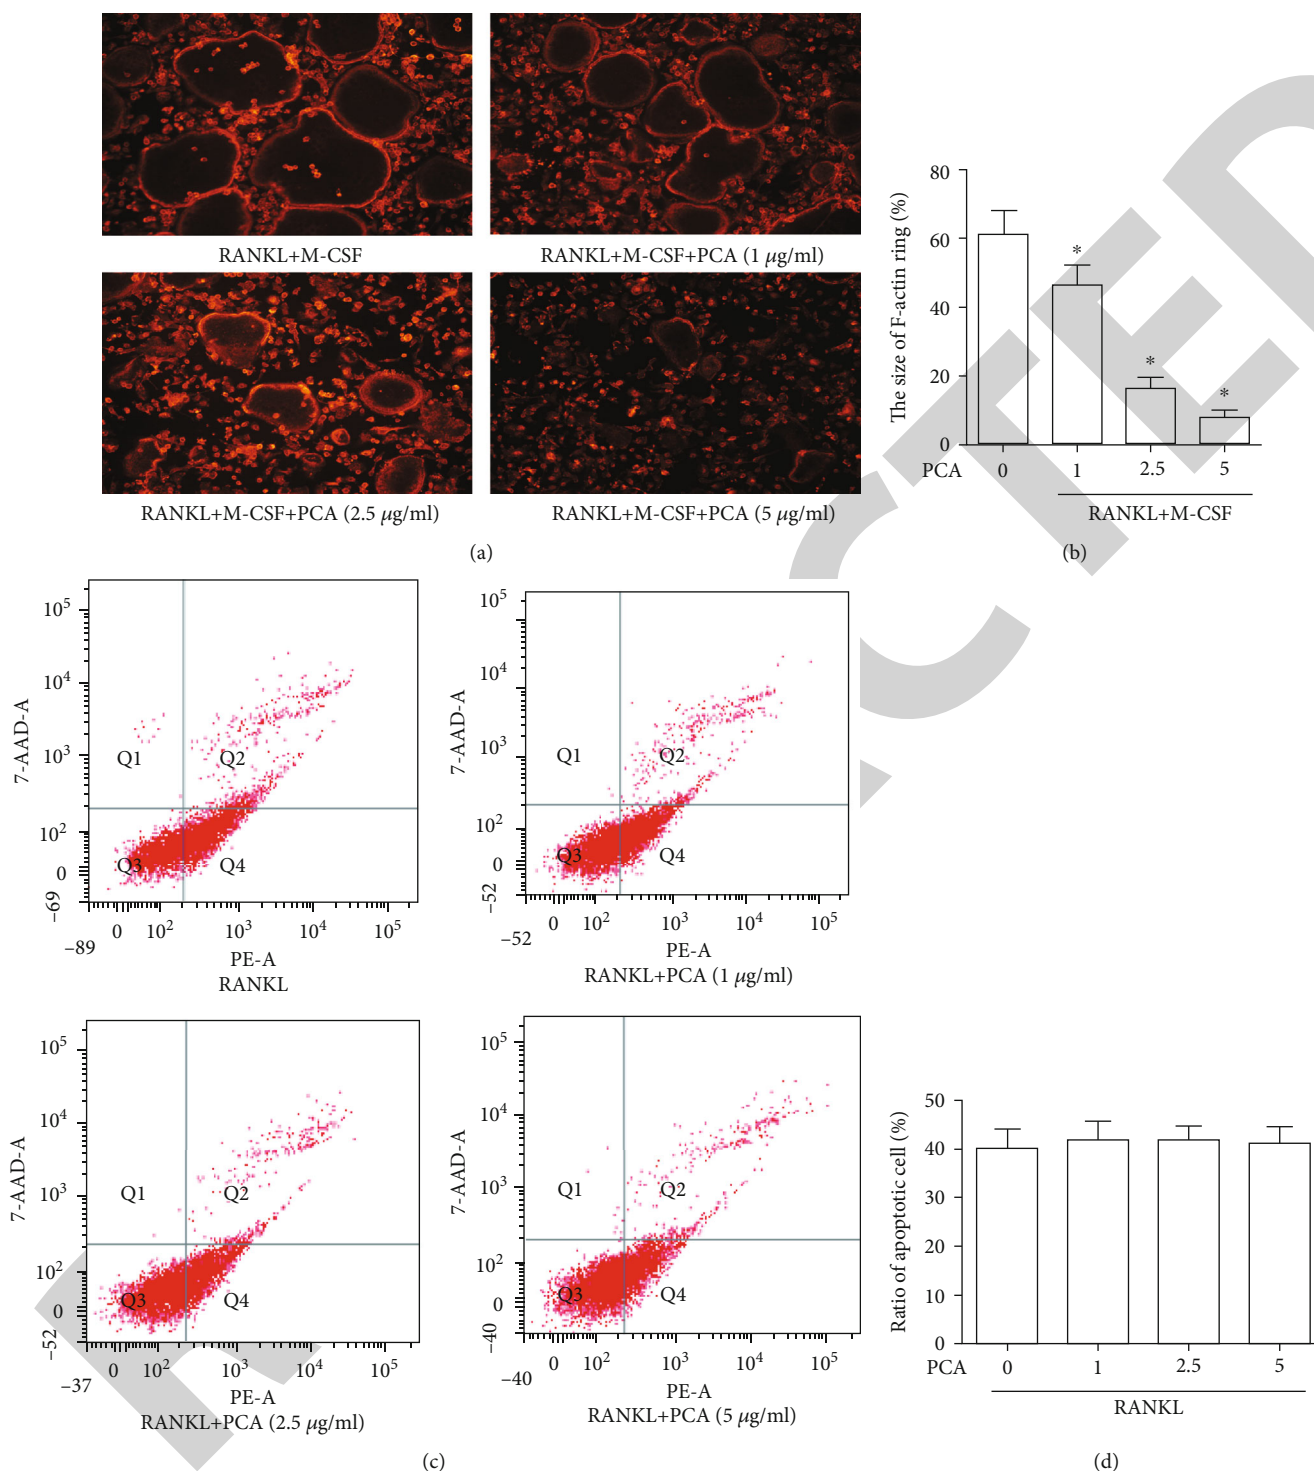 RANKL+M-CSF
RANKL+M-CSF+PCA (1 μg/ml)
RANKL+M-CSF+PCA (2.5 μg/ml)
RANKL+M-CSF+PCA (5 μg/ml)
(a)
The size of F-actin ring (%)
80
60
40
20
0
*
*
*
PCA 0 1 2.5 5
RANKL+M-CSF
(b)
7-AAD-A
10^5
10^4
10^3
10^2
0
−69
Q1 Q2
Q3 Q4
−89 0 10^2 10^3 10^4 10^5
PE-A
RANKL
7-AAD-A
10^5
10^4
10^3
10^2
0
−52
Q1 Q2
Q3 Q4
−52 0 10^2 10^3 10^4 10^5
PE-A
RANKL+PCA (1 μg/ml)
7-AAD-A
10^5
10^4
10^3
10^2
0
−52
Q1 Q2
Q3 Q4
−37 0 10^2 10^3 10^4 10^5
PE-A
RANKL+PCA (2.5 μg/ml)
7-AAD-A
10^5
10^4
10^3
10^2
0
−40
Q1 Q2
Q3 Q4
−40 0 10^2 10^3 10^4 10^5
PE-A
RANKL+PCA (5 μg/ml)
(c)
Ratio of apoptotic cell (%)
50
40
30
20
10
0
PCA 0 1 2.5 5
RANKL
(d)